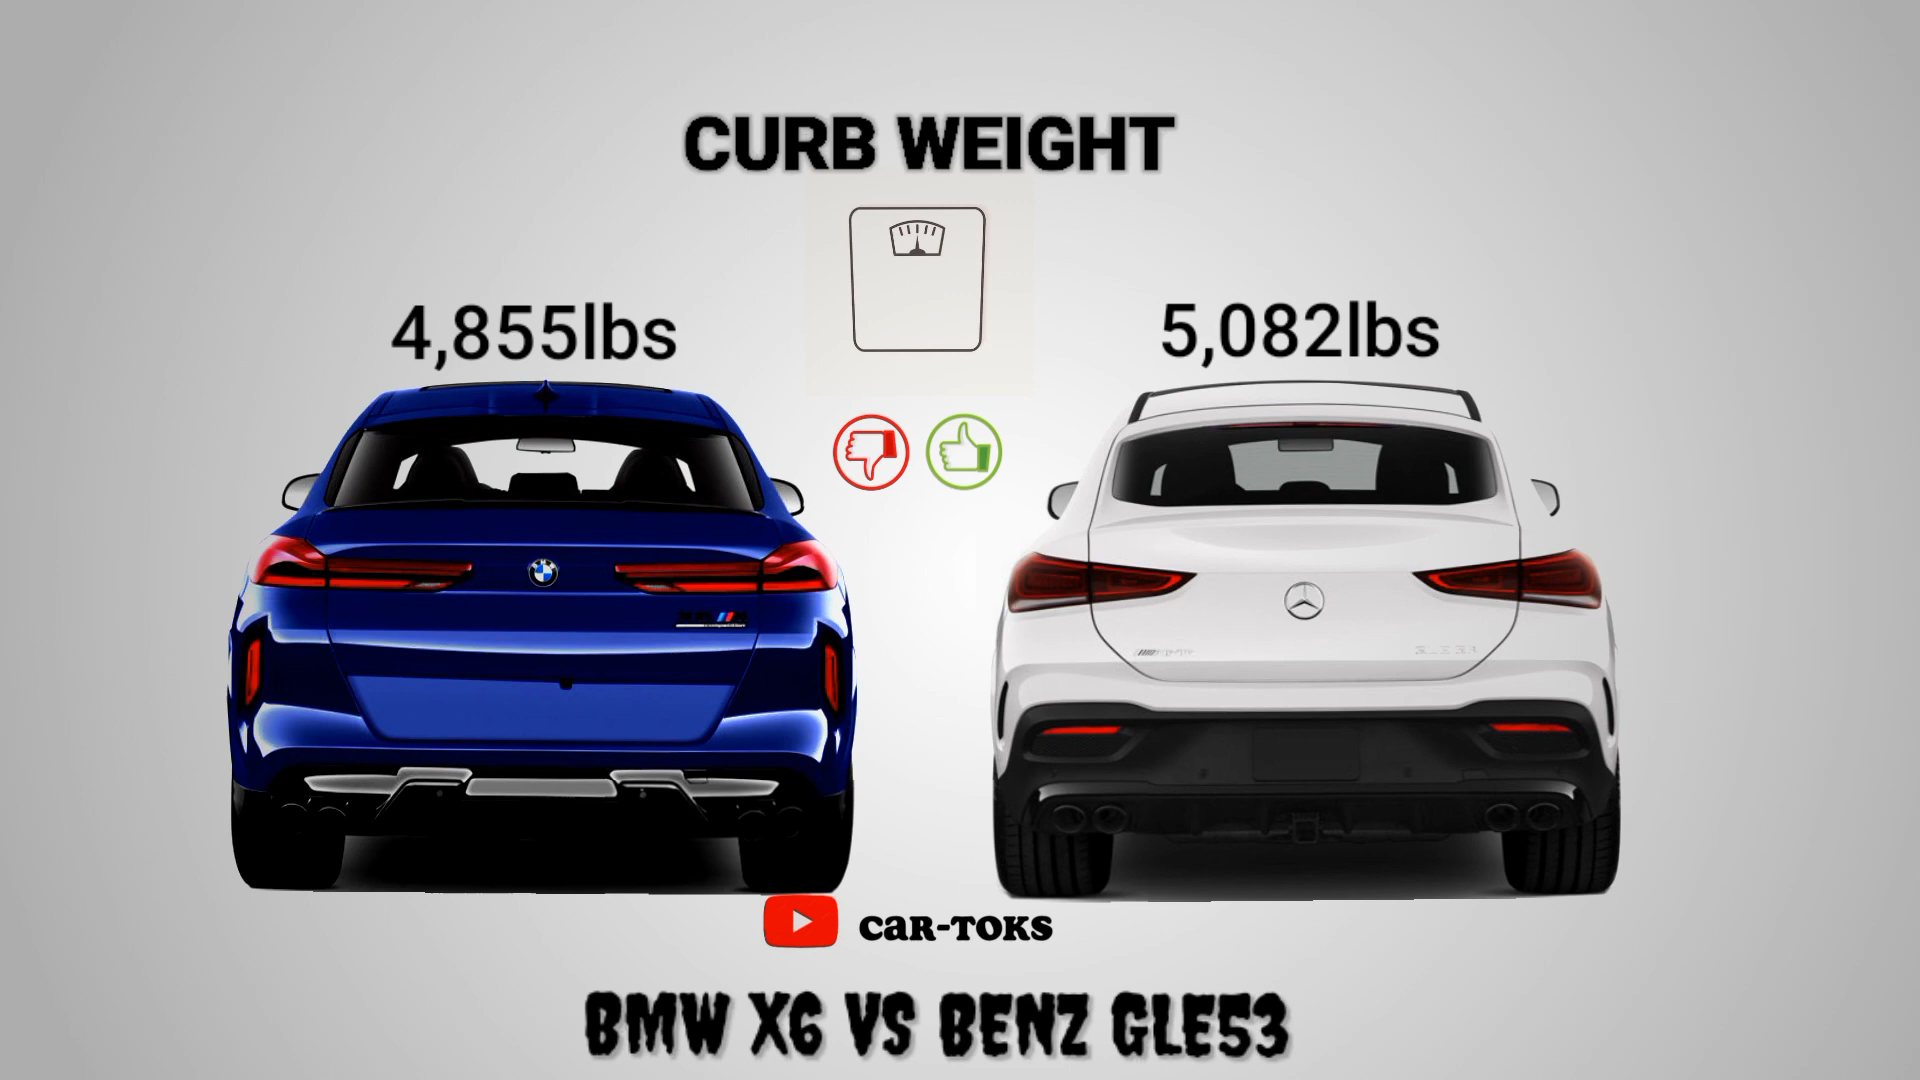 CURB WEIGHT
4,855lbs
5,082lbs
CAR-TOKS
BMW X6 VS BENZ GLE53